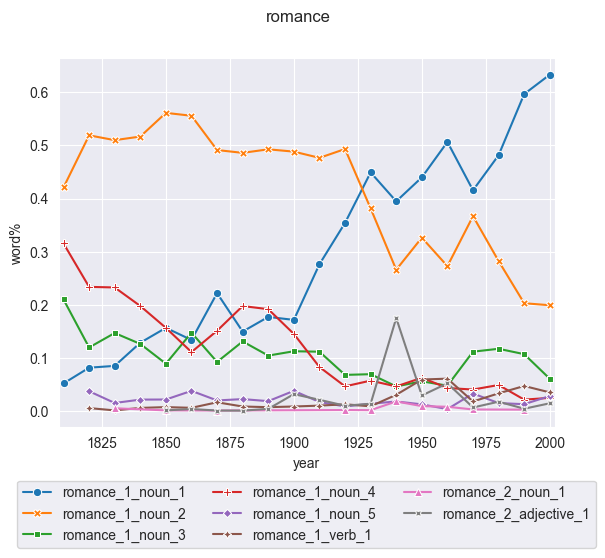 romance
0.6
0.5
0.4
0.3
0.2
0.1
0.0
word%
1825 1850 1875 1900 1925 1950 1975 2000
year
romance_1_noun_1 romance_1_noun_4 romance_2_noun_1
romance_1_noun_2 romance_1_noun_5 romance_2_adjective_1
romance_1_noun_3 romance_1_verb_1